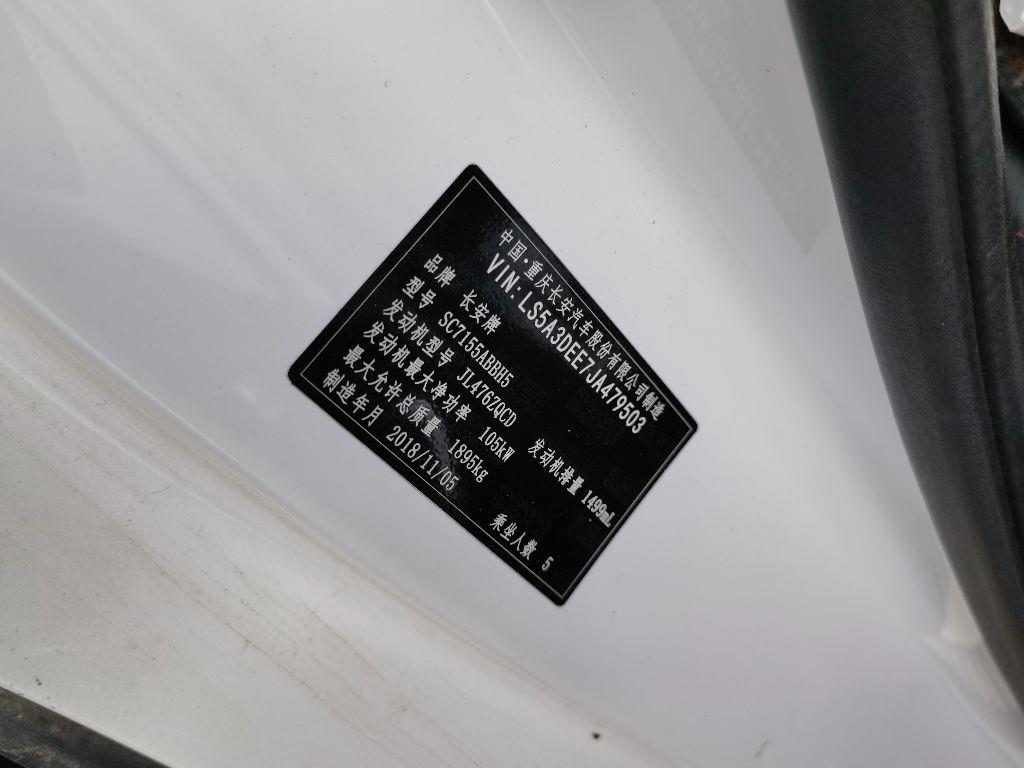 中国·重庆长安汽车股份有限公司制造
VIN:LS5A3DEE7JA479503
品牌 长安牌
型号 SC7155ABBH5
发动机型号 JL476ZQCD 发动机排量 1499mL
发动机最大净功率 105kW
最大允许总质量 1895kg
制造年月 2018/11/05 乘坐人数 5